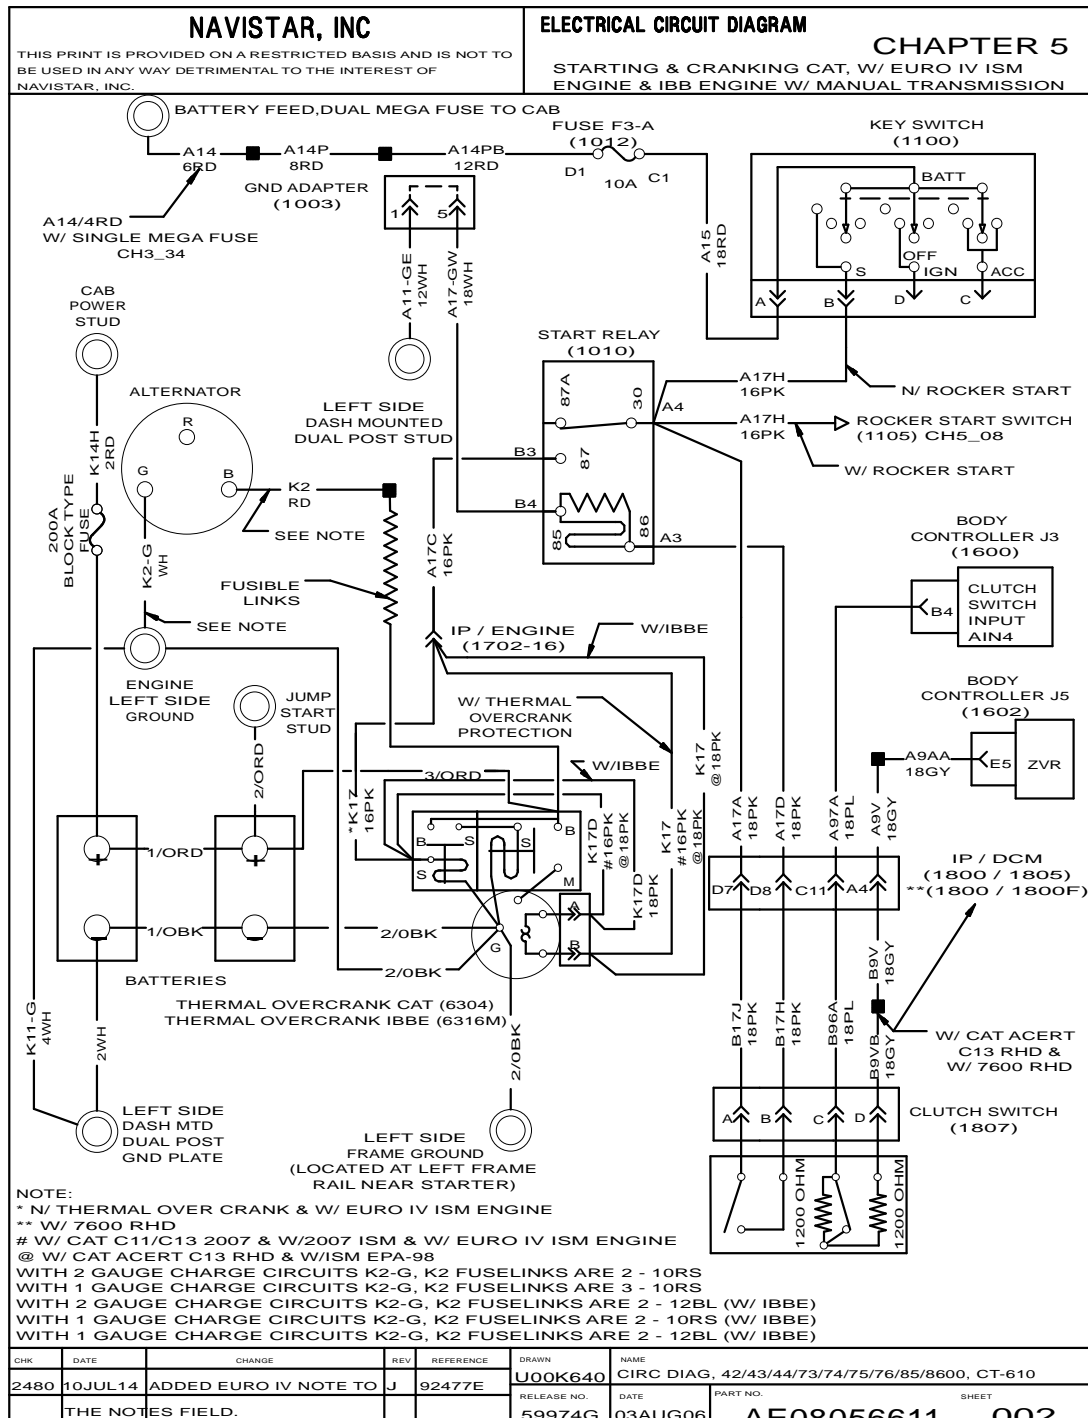 NAVISTAR, INC
THIS PRINT IS PROVIDED ON A RESTRICTED BASIS AND IS NOT TO
BE USED IN ANY WAY DETRIMENTAL TO THE INTEREST OF
NAVISTAR, INC.
ELECTRICAL CIRCUIT DIAGRAM
CHAPTER 5
STARTING & CRANKING CAT, W/ EURO IV ISM
ENGINE & IBB ENGINE W/ MANUAL TRANSMISSION
BATTERY FEED,DUAL MEGA FUSE TO CAB
A14
6RD
A14P
8RD
A14PB
12RD
FUSE F3-A
(1012)
D1
10A
C1
KEY SWITCH
(1100)
BATT
OFF
S
IGN
ACC
A
B
D
C
GND ADAPTER
(1003)
1
5
A14/4RD
W/ SINGLE MEGA FUSE
CH3_34
A15
18RD
A11-GE
12WH
A17-GW
18WH
CAB
POWER
STUD
LEFT SIDE
DASH MOUNTED
DUAL POST STUD
START RELAY
(1010)
87A
30
A4
87
B3
B4
85
86
A3
A17H
16PK
N/ ROCKER START
A17H
16PK
ROCKER START SWITCH
(1105) CH5_08
W/ ROCKER START
ALTERNATOR
R
G
B
K14H
2RD
200A
BLOCK TYPE
FUSE
K2
RD
SEE NOTE
K2-G
WH
SEE NOTE
FUSIBLE
LINKS
A17C
16PK
IP / ENGINE
(1702-16)
W/IBBE
BODY
CONTROLLER J3
(1600)
B4
CLUTCH
SWITCH
INPUT
AIN4
BODY
CONTROLLER J5
(1602)
E5
ZVR
A9AA
18GY
ENGINE
LEFT SIDE
GROUND
JUMP
START
STUD
2/ORD
W/ THERMAL
OVERCRANK
PROTECTION
W/IBBE
3/ORD
*K17
16PK
K17D
#16PK
@18PK
K17D
18PK
K17
#16PK
@18PK
K17
@18PK
A17A
18PK
A17D
18PK
A97A
18PL
A9V
18GY
B
S
S
S
B
M
G
A
B
1/ORD
1/OBK
2/0BK
2/0BK
BATTERIES
THERMAL OVERCRANK CAT (6304)
THERMAL OVERCRANK IBBE (6316M)
IP / DCM
(1800 / 1805)
**(1800 / 1800F)
D7
D8
C11
A4
B17J
18PK
B17H
18PK
B96A
18PL
B9V
18GY
B9VB
18GY
W/ CAT ACERT
C13 RHD &
W/ 7600 RHD
K11-G
4WH
2WH
2/0BK
LEFT SIDE
DASH MTD
DUAL POST
GND PLATE
LEFT SIDE
FRAME GROUND
(LOCATED AT LEFT FRAME
RAIL NEAR STARTER)
A
B
C
D
CLUTCH SWITCH
(1807)
1200 OHM
1200 OHM
NOTE:
* N/ THERMAL OVER CRANK & W/ EURO IV ISM ENGINE
** W/ 7600 RHD
# W/ CAT C11/C13 2007 & W/2007 ISM & W/ EURO IV ISM ENGINE
@ W/ CAT ACERT C13 RHD & W/ISM EPA-98
WITH 2 GAUGE CHARGE CIRCUITS K2-G, K2 FUSELINKS ARE 2 - 10RS
WITH 1 GAUGE CHARGE CIRCUITS K2-G, K2 FUSELINKS ARE 3 - 10RS
WITH 2 GAUGE CHARGE CIRCUITS K2-G, K2 FUSELINKS ARE 2 - 12BL (W/ IBBE)
WITH 1 GAUGE CHARGE CIRCUITS K2-G, K2 FUSELINKS ARE 2 - 10RS (W/ IBBE)
WITH 1 GAUGE CHARGE CIRCUITS K2-G, K2 FUSELINKS ARE 2 - 12BL (W/ IBBE)
CHK DATE CHANGE REV REFERENCE
2480 10JUL14 ADDED EURO IV NOTE TO J 92477E
THE NOTES FIELD.
DRAWN
U00K640
NAME
CIRC DIAG, 42/43/44/73/74/75/76/85/8600, CT-610
RELEASE NO.
59974G
DATE
03AUG06
PART NO.
AE08056611
SHEET
002